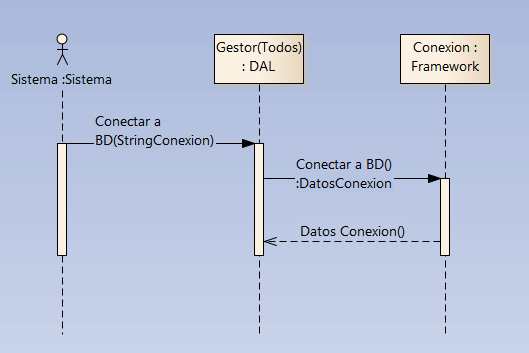 Gestor(Todos)
: DAL
Conexion :
Framework
Sistema :Sistema
Conectar a
BD(StringConexion)
Conectar a BD()
:DatosConexion
Datos Conexion()